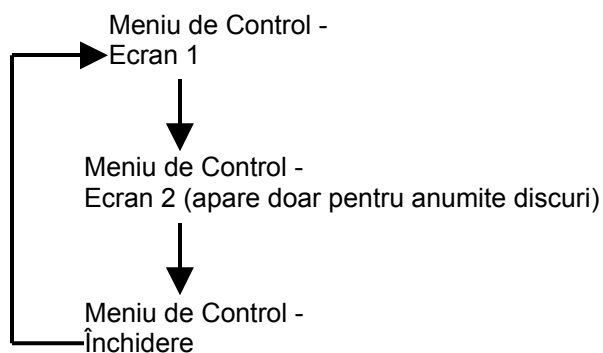 Meniu de Control -
Ecran 1
Meniu de Control -
Ecran 2 (apare doar pentru anumite discuri)
Meniu de Control -
Închidere